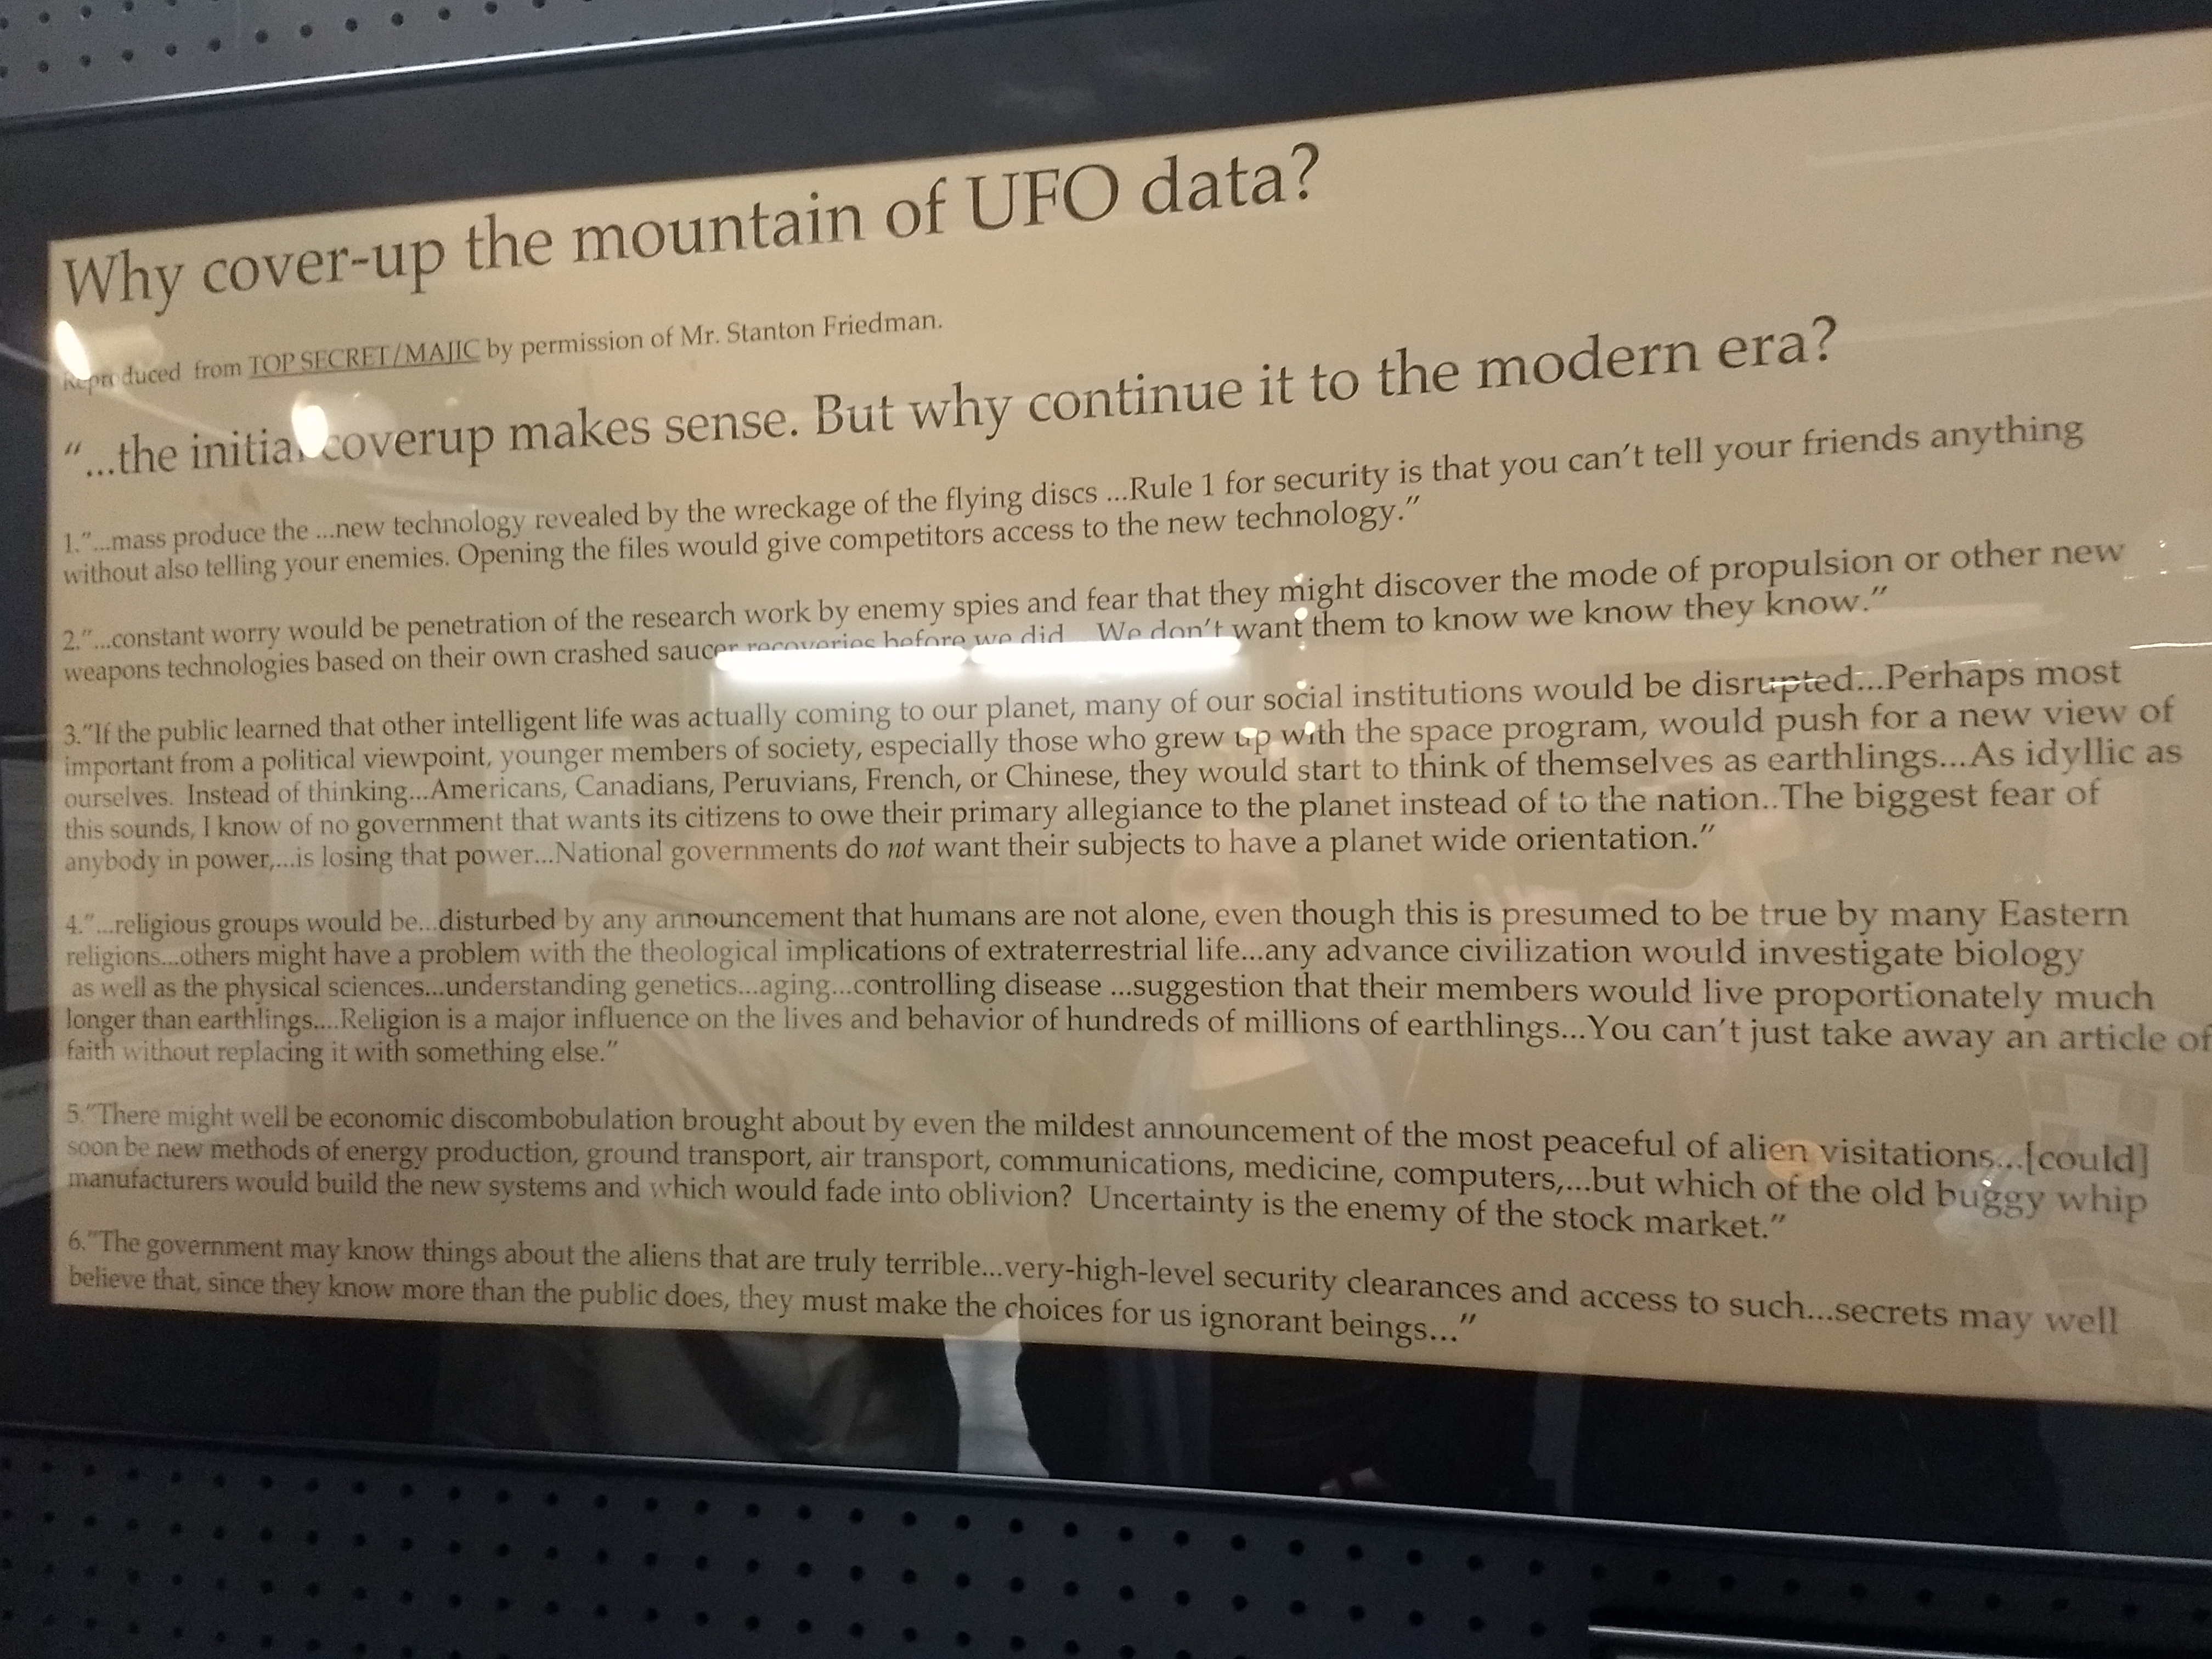 Why cover-up the mountain of UFO data?
Reproduced from TOP SECRET/MAJIC by permission of Mr. Stanton Friedman.
“...the initial coverup makes sense. But why continue it to the modern era?
1.”...mass produce the ...new technology revealed by the wreckage of the flying discs ...Rule 1 for security is that you can’t tell your friends anything
without also telling your enemies. Opening the files would give competitors access to the new technology.”
2.”...constant worry would be penetration of the research work by enemy spies and fear that they might discover the mode of propulsion or other new
weapons technologies based on their own crashed saucer recoveries before we did... We don’t want them to know we know they know.”
3.”If the public learned that other intelligent life was actually coming to our planet, many of our social institutions would be disrupted...Perhaps most
important from a political viewpoint, younger members of society, especially those who grew up with the space program, would push for a new view of
ourselves. Instead of thinking...Americans, Canadians, Peruvians, French, or Chinese, they would start to think of themselves as earthlings...As idyllic as
this sounds, I know of no government that wants its citizens to owe their primary allegiance to the planet instead of to the nation..The biggest fear of
anybody in power,...is losing that power...National governments do not want their subjects to have a planet wide orientation.”
4.”...religious groups would be...disturbed by any announcement that humans are not alone, even though this is presumed to be true by many Eastern
religions...others might have a problem with the theological implications of extraterrestrial life...any advance civilization would investigate biology
as well as the physical sciences...understanding genetics...aging...controlling disease ...suggestion that their members would live proportionately much
longer than earthlings....Religion is a major influence on the lives and behavior of hundreds of millions of earthlings...You can’t just take away an article of
faith without replacing it with something else.”
5.”There might well be economic discombobulation brought about by even the mildest announcement of the most peaceful of alien visitations...[could]
soon be new methods of energy production, ground transport, air transport, communications, medicine, computers,...but which of the old buggy whip
manufacturers would build the new systems and which would fade into oblivion? Uncertainty is the enemy of the stock market.”
6.”The government may know things about the aliens that are truly terrible...very-high-level security clearances and access to such...secrets may well
believe that, since they know more than the public does, they must make the choices for us ignorant beings...”